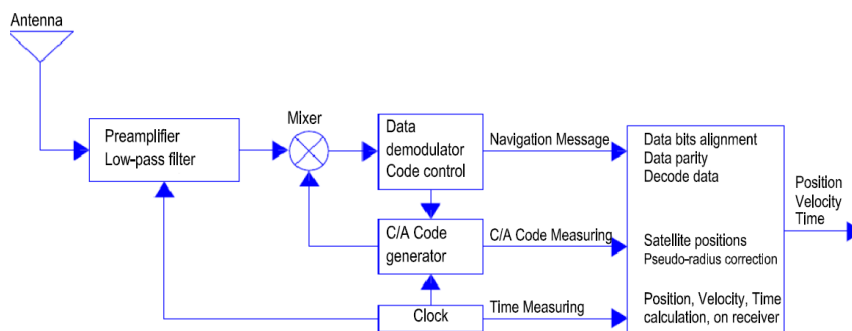 Antenna
Preamplifier
Low-pass filter
Mixer
Data
demodulator
Code control
Navigation Message
Data bits alignment
Data parity
Decode data
Position
Velocity
Time
C/A Code
generator
C/A Code Measuring
Satellite positions
Pseudo-radius correction
Clock
Time Measuring
Position, Velocity, Time
calculation, on receiver